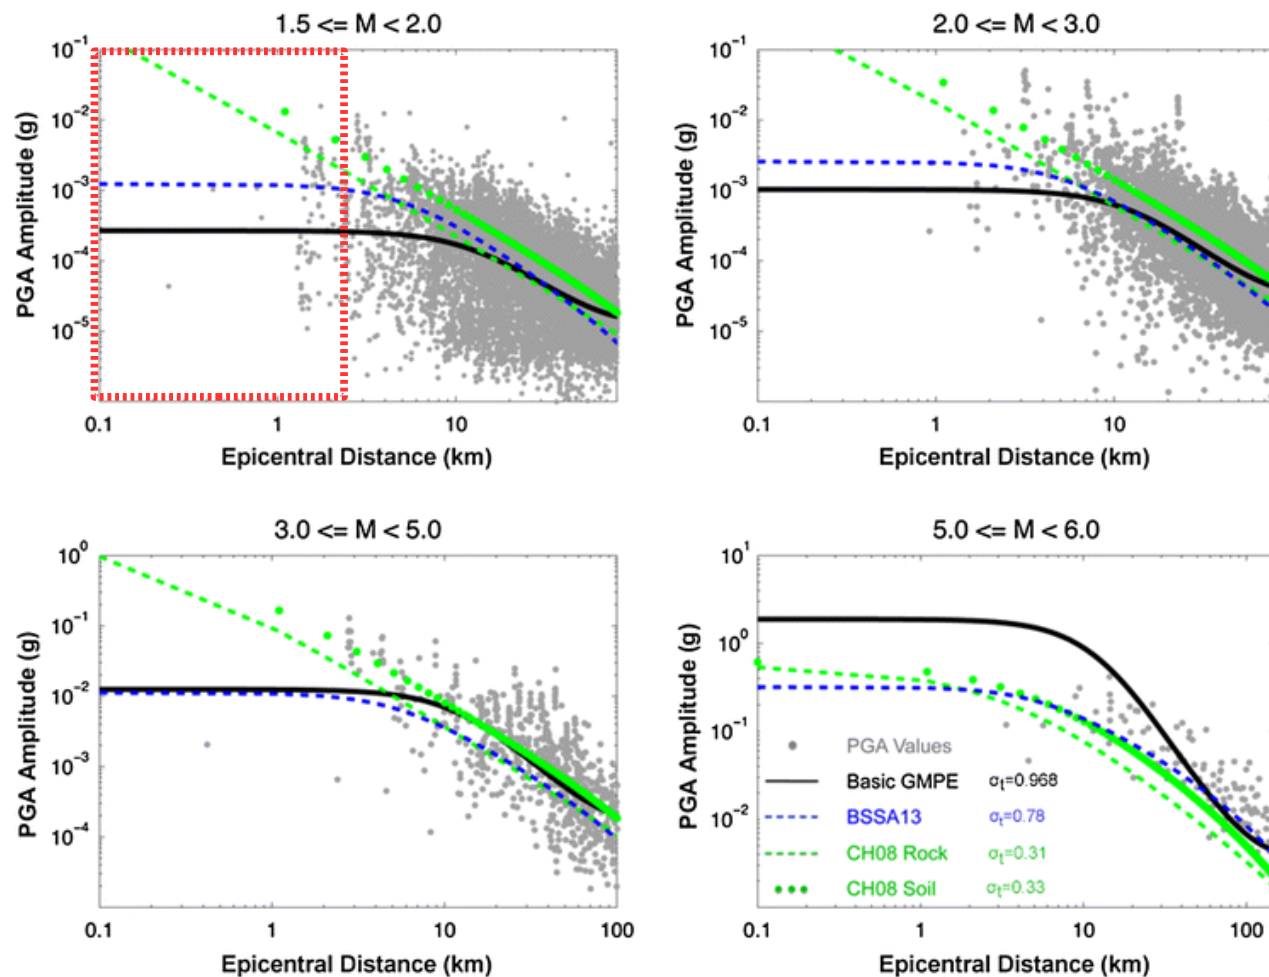 1.5 <= M < 2.0
2.0 <= M < 3.0
10⁻¹
10⁻²
10⁻³
10⁻⁴
10⁻⁵
PGA Amplitude (g)
0.1 1 10
Epicentral Distance (km)
10⁻¹
10⁻²
10⁻³
10⁻⁴
10⁻⁵
PGA Amplitude (g)
0.1 1 10
Epicentral Distance (km)
3.0 <= M < 5.0
5.0 <= M < 6.0
10⁰
10⁻¹
10⁻²
10⁻³
10⁻⁴
PGA Amplitude (g)
0.1 1 10 100
Epicentral Distance (km)
10¹
10⁰
10⁻¹
10⁻²
PGA Amplitude (g)
PGA Values
Basic GMPE σt=0.968
BSSA13 σt=0.78
CH08 Rock σt=0.31
CH08 Soil σt=0.33
0.1 1 10 100
Epicentral Distance (km)